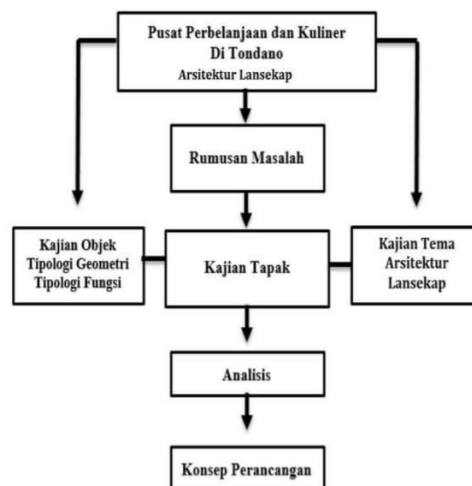 Pusat Perbelanjaan dan Kuliner
Di Tondano
Arsitektur Lansekap
Rumusan Masalah
Kajian Objek
Tipologi Geometri
Tipologi Fungsi
Kajian Tapak
Kajian Tema
Arsitektur
Lansekap
Analisis
Konsep Perancangan